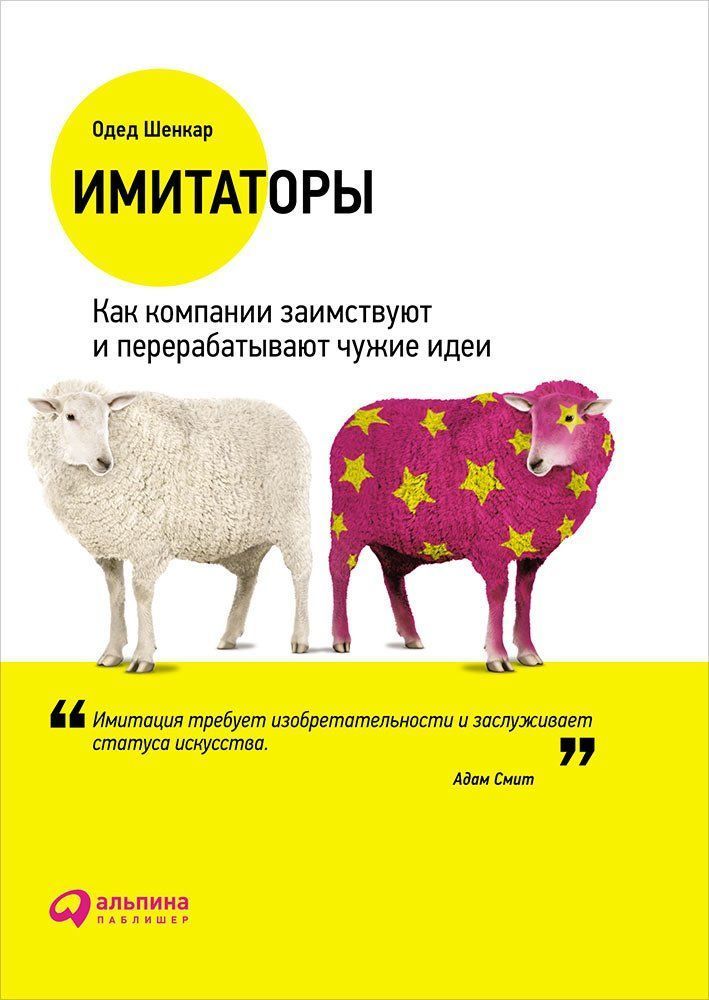 Одед Шенкар
ИМИТАТОРЫ
Как компании заимствуют
и перерабатывают чужие идеи
“ Имитация требует изобретательности и заслуживает
статуса искусства. ”
Адам Смит
альпина
ПАБЛИШЕР